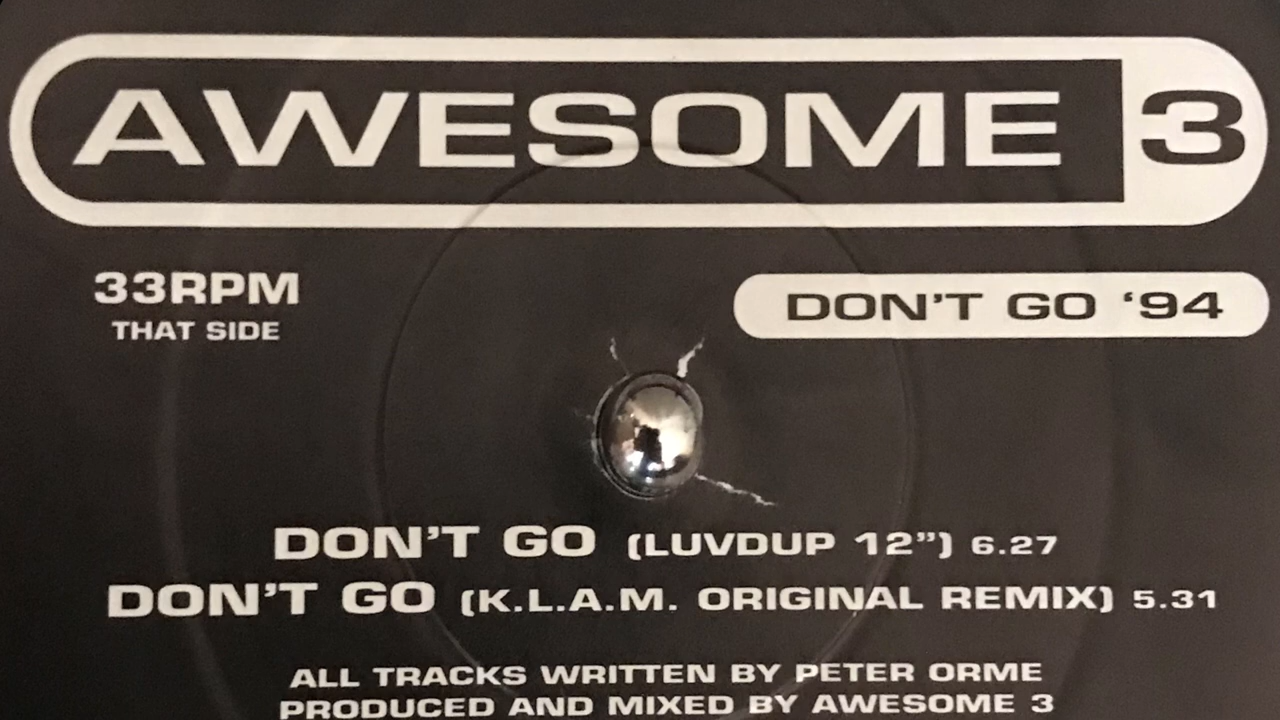 AWESOME 3
33RPM
THAT SIDE
DON'T GO ‘94
DON'T GO (LUVDUP 12”) 6.27
DON'T GO (K.L.A.M. ORIGINAL REMIX) 5.31
ALL TRACKS WRITTEN BY PETER ORME
PRODUCED AND MIXED BY AWESOME 3